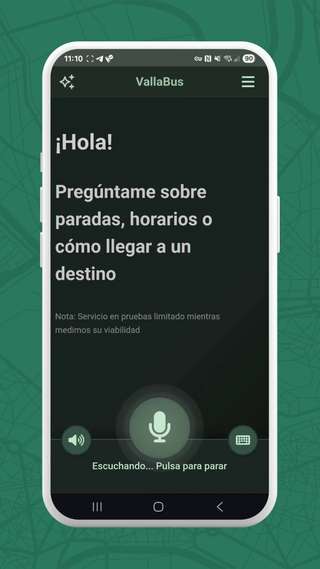 11:10
80
VallaBus
¡Hola!
Pregúntame sobre
paradas, horarios o
cómo llegar a un
destino
Nota: Servicio en pruebas limitado mientras
medimos su viabilidad
Escuchando... Pulsa para parar